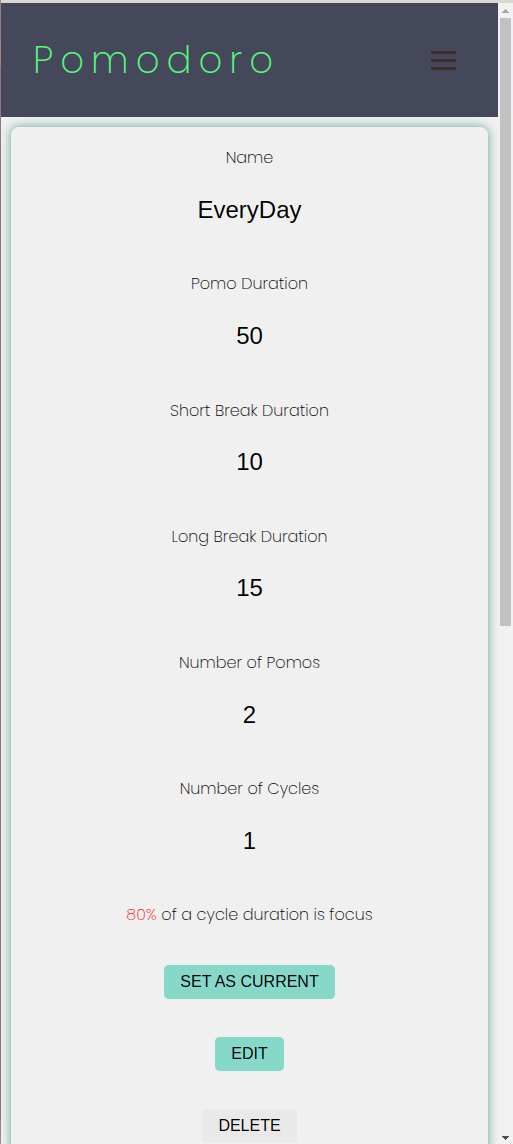 Pomodoro
Name
EveryDay
Pomo Duration
50
Short Break Duration
10
Long Break Duration
15
Number of Pomos
2
Number of Cycles
1
80% of a cycle duration is focus
SET AS CURRENT
EDIT
DELETE